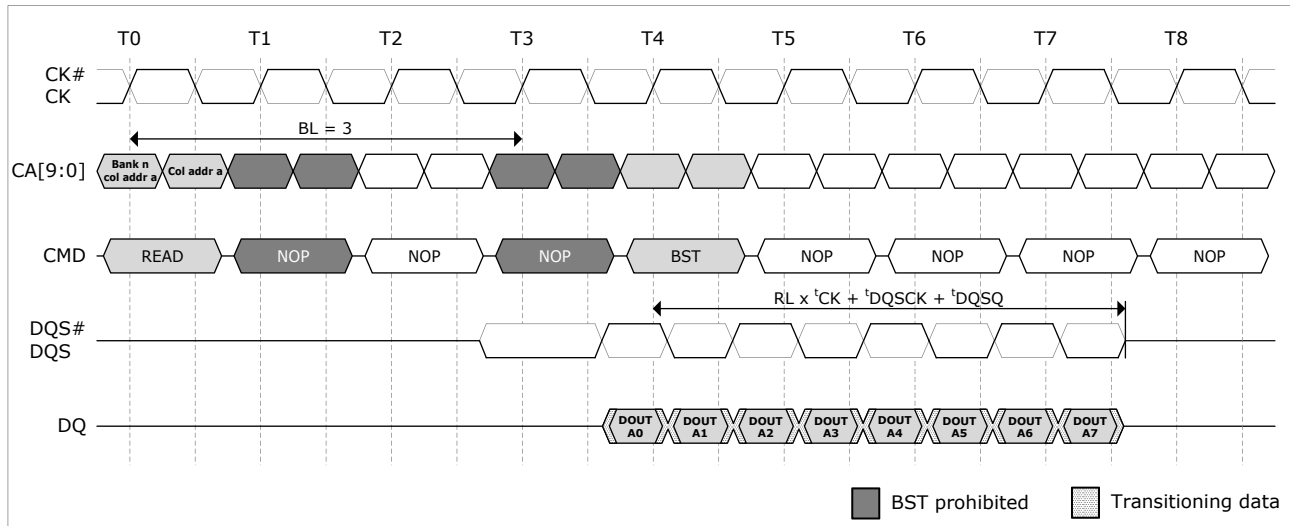 T0 T1 T2 T3 T4 T5 T6 T7 T8
CK#
CK
BL = 3
CA[9:0]
Bank n
col addr a
Col addr a
CMD READ NOP NOP NOP BST NOP NOP NOP NOP
RL x tCK + tDQSCK + tDQSQ
DQS#
DQS
DQ
DOUT A0
DOUT A1
DOUT A2
DOUT A3
DOUT A4
DOUT A5
DOUT A6
DOUT A7
BST prohibited
Transitioning data